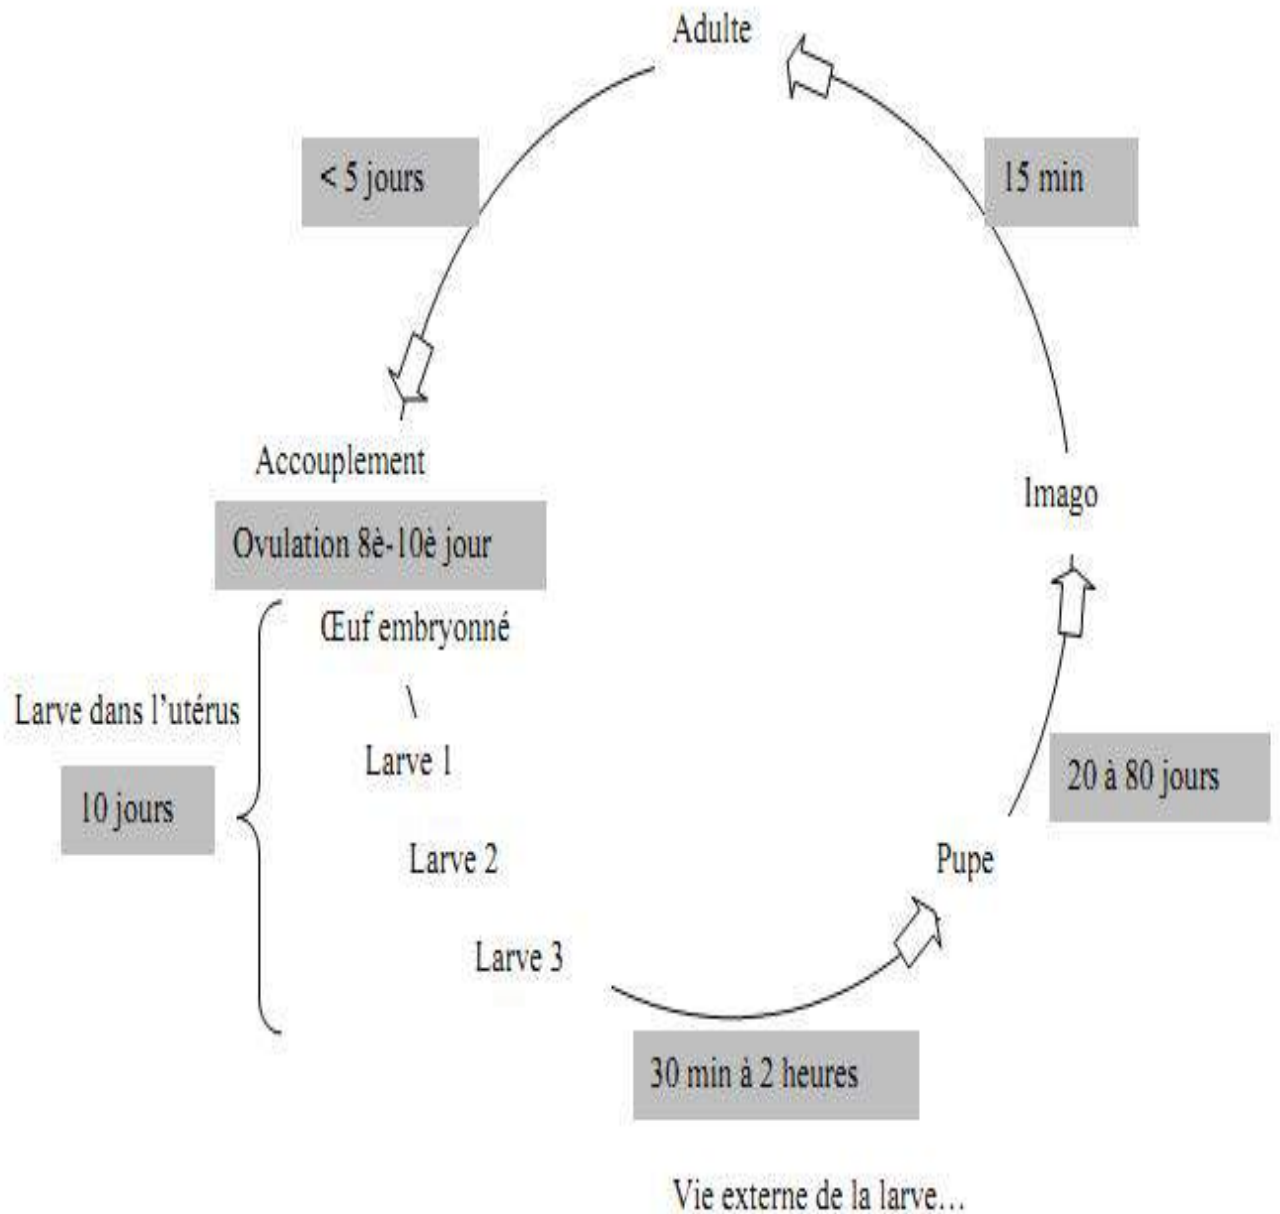 Adulte
< 5 jours
15 min
Accouplement
Imago
Ovulation 8è-10è jour
Œuf embryonné
Larve dans l'utérus
Larve 1
10 jours
20 à 80 jours
Larve 2
Pupe
Larve 3
30 min à 2 heures
Vie externe de la larve…